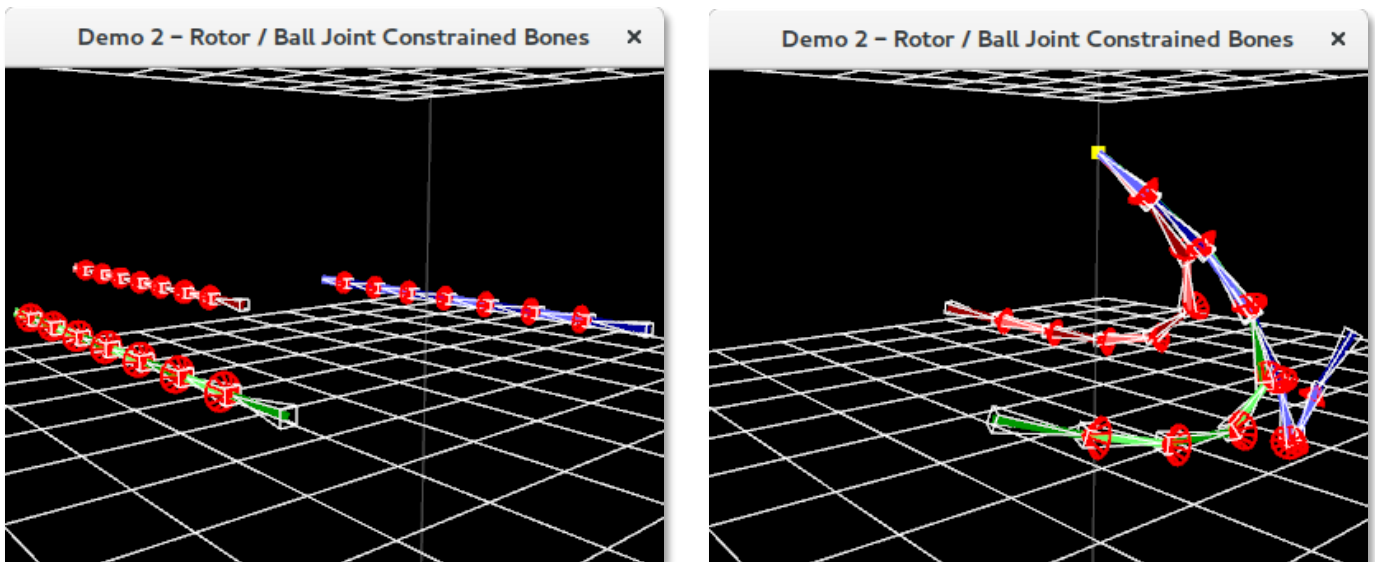 Demo 2 – Rotor / Ball Joint Constrained Bones ×
Demo 2 – Rotor / Ball Joint Constrained Bones ×